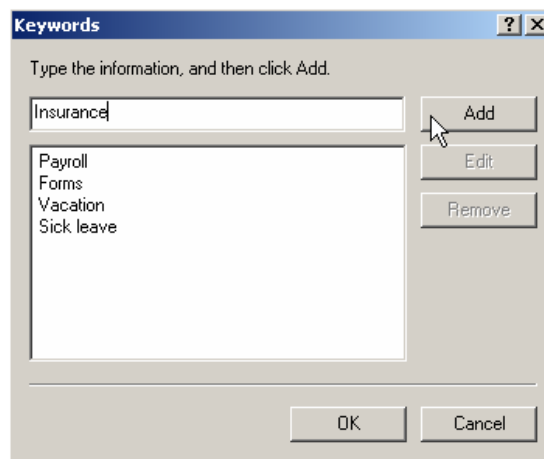 Keywords
Type the information, and then click Add.
Insurance
Add
Payroll
Forms
Vacation
Sick leave
Edit
Remove
OK
Cancel